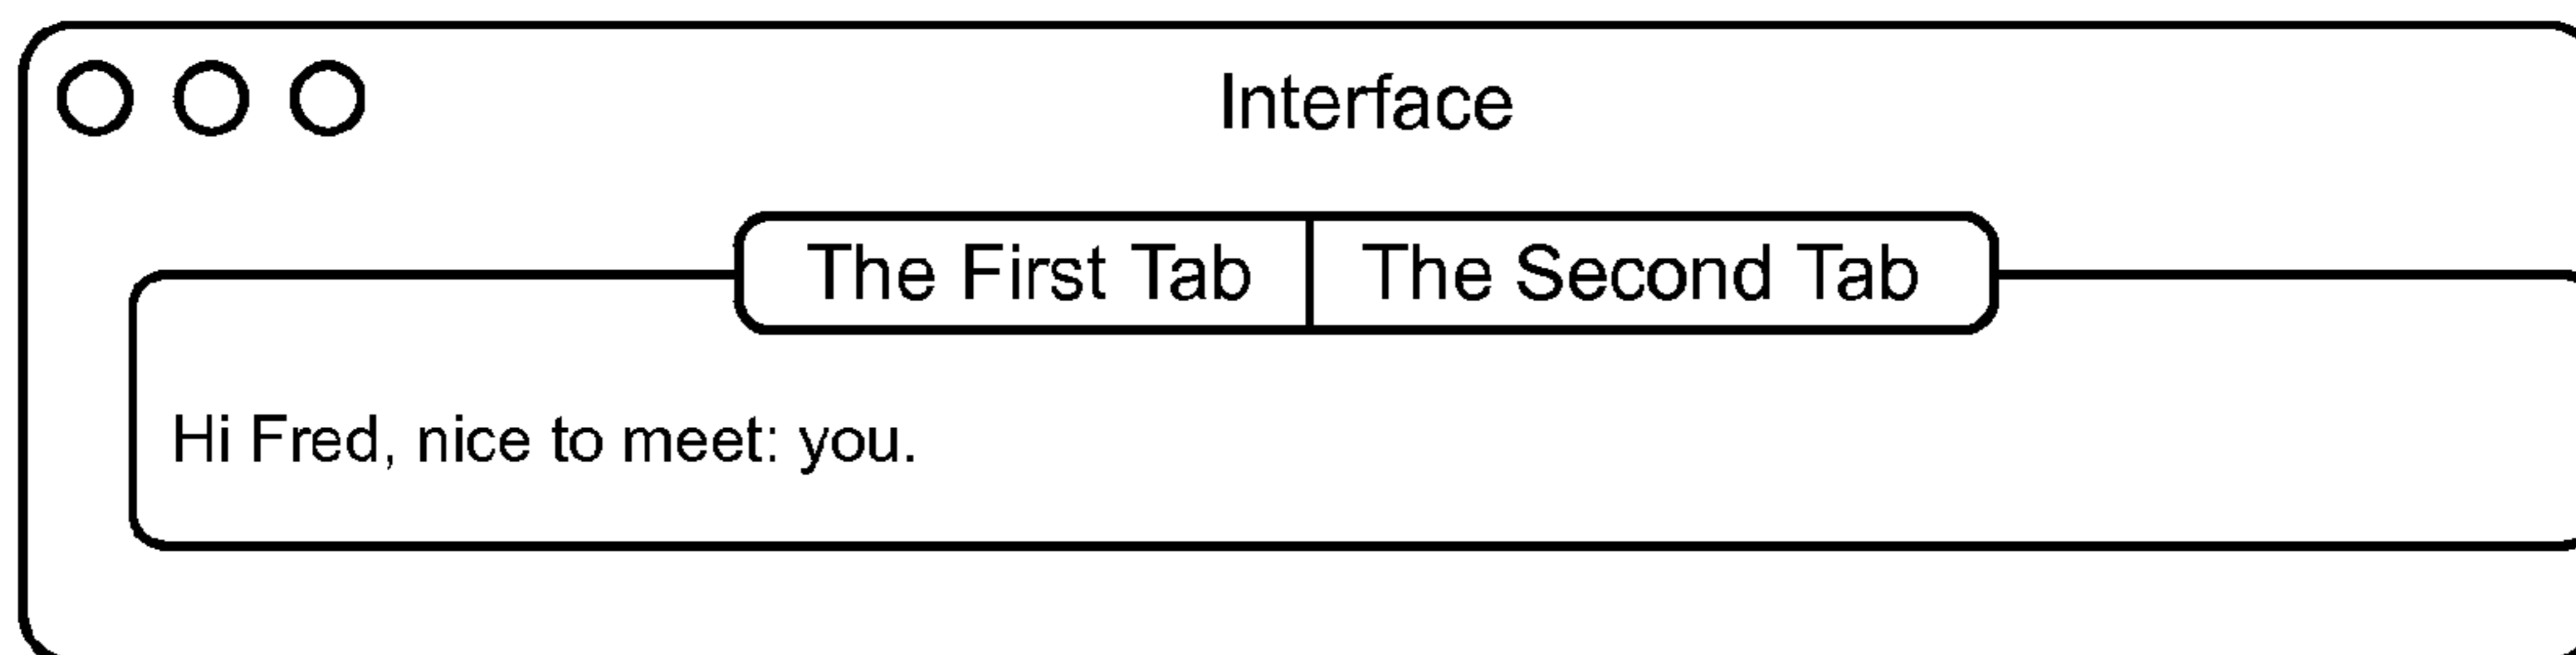 Interface
The First Tab The Second Tab
Hi Fred, nice to meet: you.